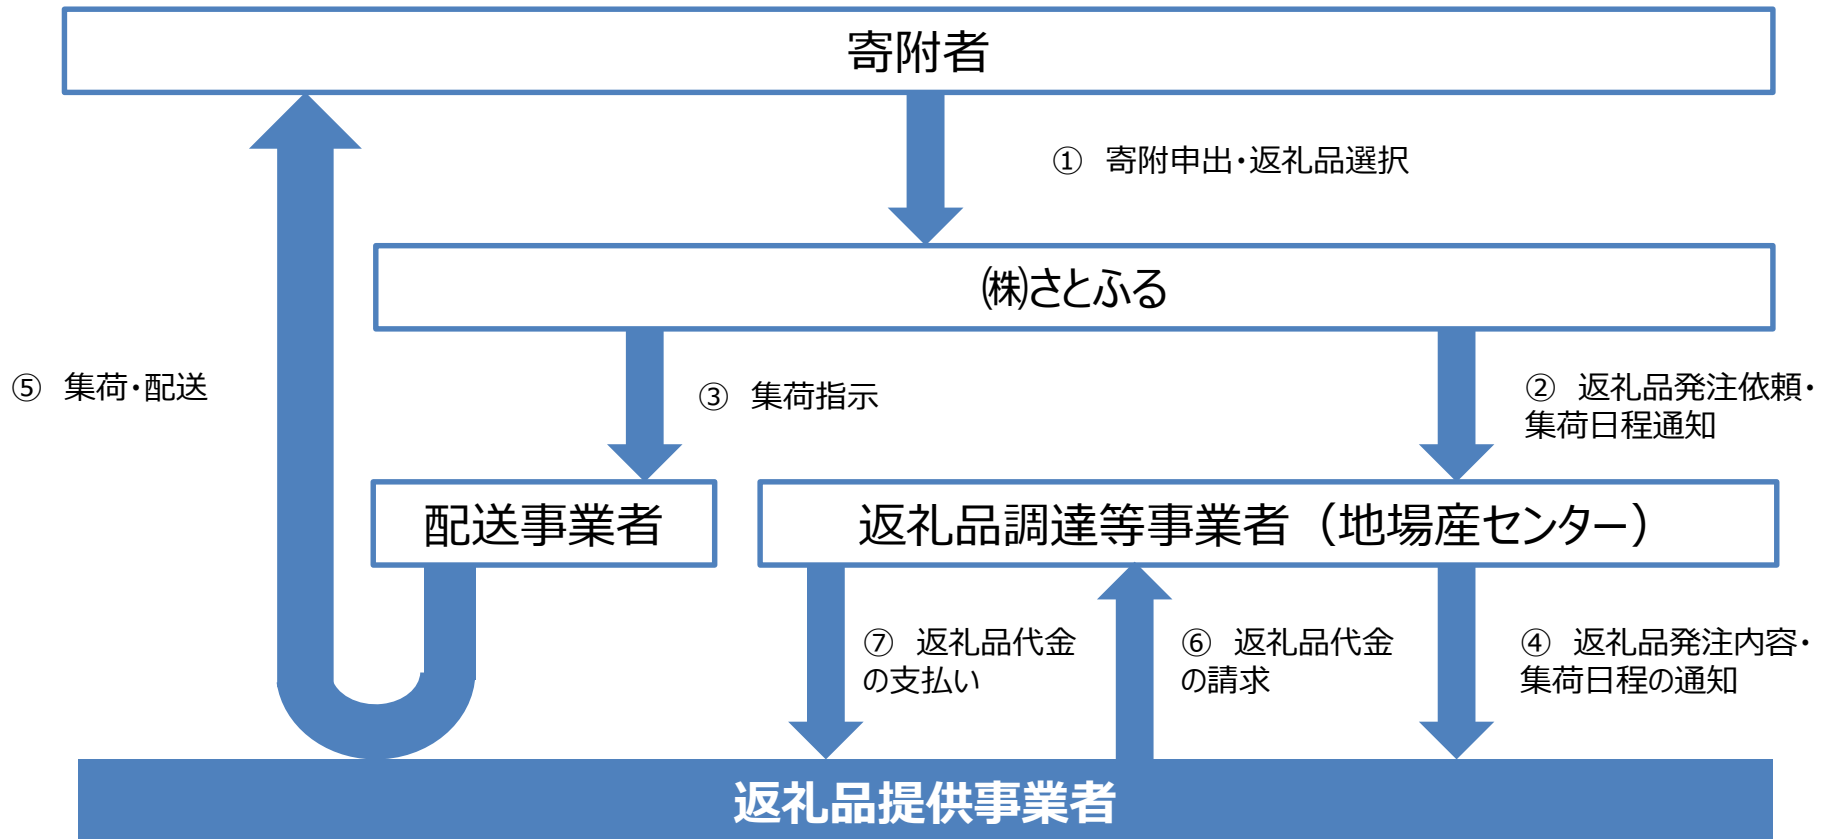 寄附者
① 寄附申出・返礼品選択
㈱さとふる
⑤ 集荷・配送
③ 集荷指示
② 返礼品発注依頼・
集荷日程通知
配送事業者
返礼品調達等事業者（地場産センター）
⑦ 返礼品代金
の支払い
⑥ 返礼品代金
の請求
④ 返礼品発注内容・
集荷日程の通知
返礼品提供事業者